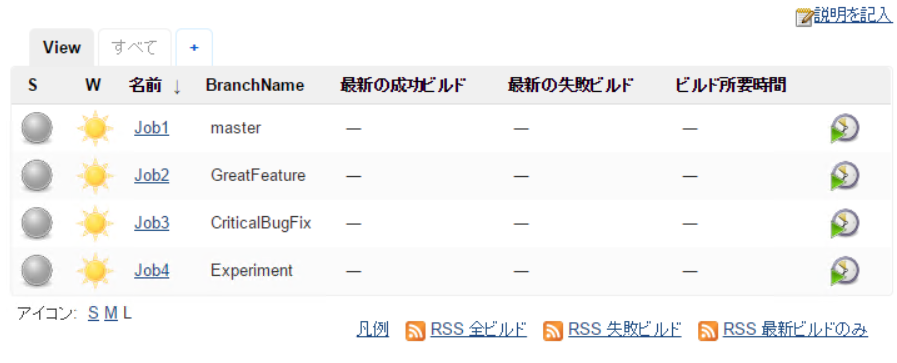 説明を記入
View すべて +
S W 名前 ↓ BranchName 最新の成功ビルド 最新の失敗ビルド ビルド所要時間
Job1 master — — —
Job2 GreatFeature — — —
Job3 CriticalBugFix — — —
Job4 Experiment — — —
アイコン: S M L
凡例 RSS 全ビルド RSS 失敗ビルド RSS 最新ビルドのみ